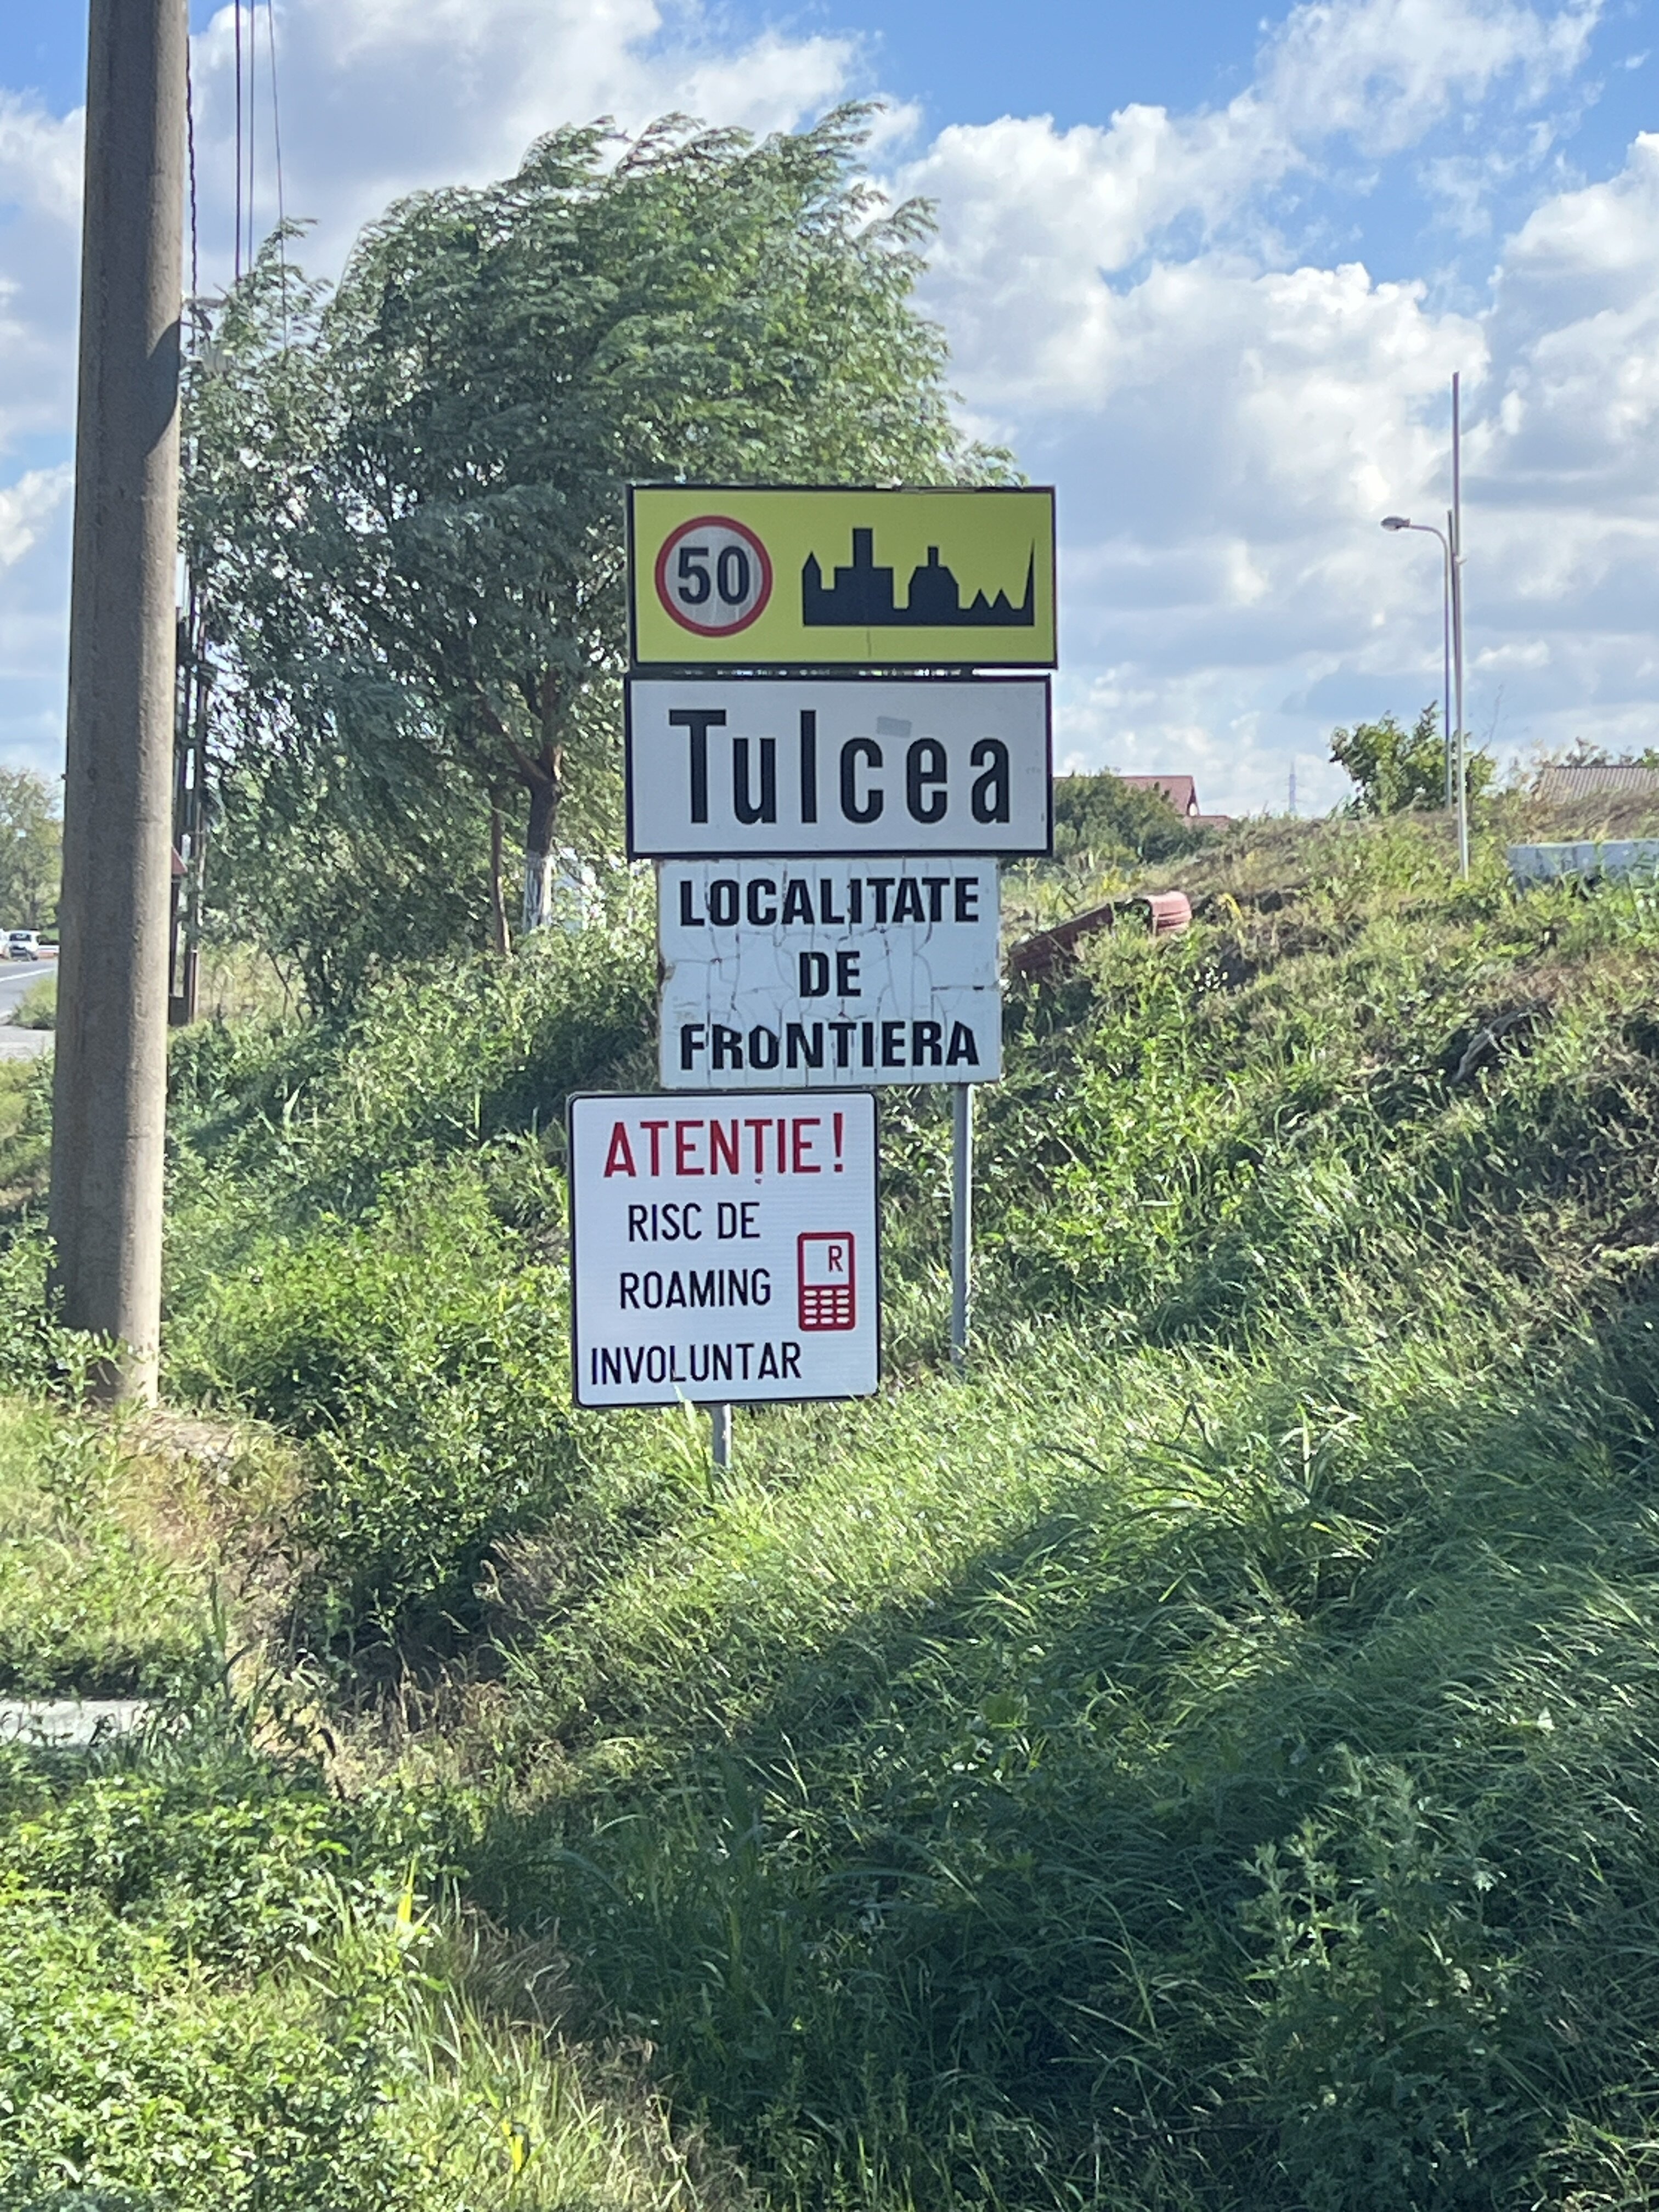 50
Tulcea
LOCALITATE
DE
FRONTIERA
ATENȚIE!
RISC DE
R
ROAMING
INVOLUNTAR